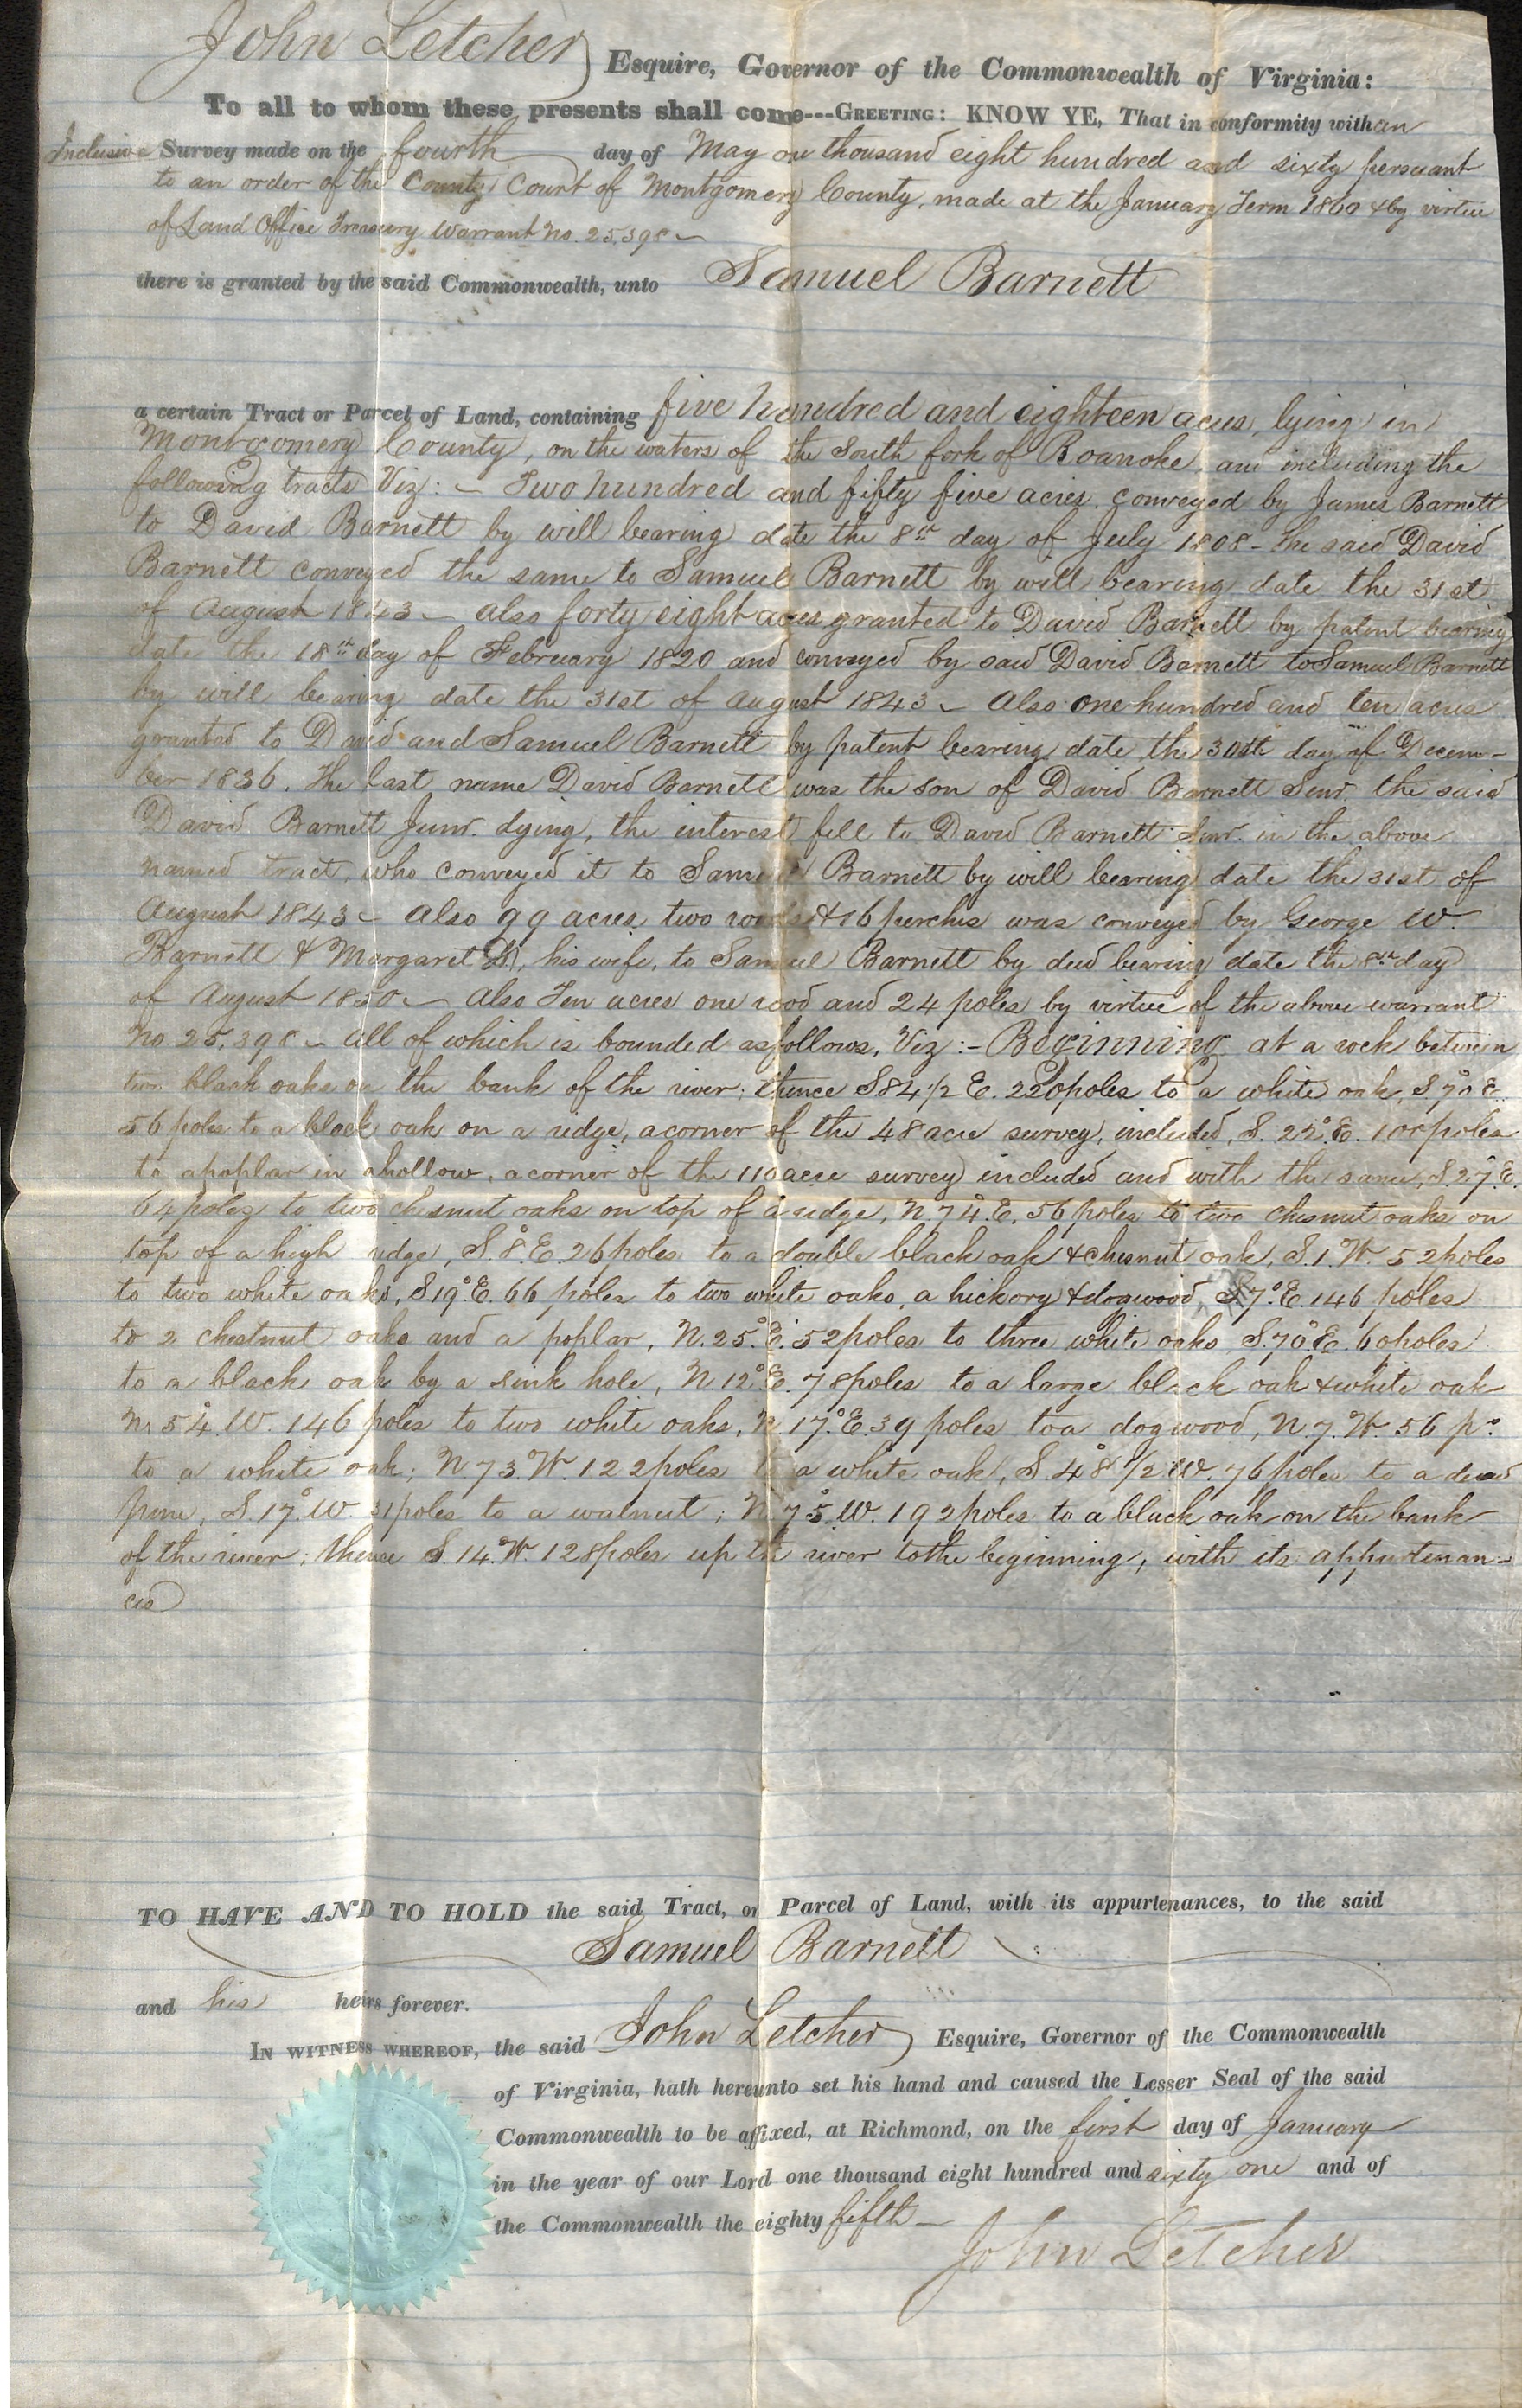 John Letcher Esquire, Governor of the Commonwealth of Virginia:
To all to whom these presents shall come---GREETING: KNOW YE, That in conformity with an
Inclusive Survey made on the fourth day of May on thousand eight hundred and sixty persuant
to an order of the County Court of Montgomery County, made at the January Term 1860 & by virtue
of Land Office Treasury Warrant No. 25,398 –
there is granted by the said Commonwealth, unto Samuel Barnett
a certain Tract or Parcel of Land, containing five hundred and eighteen acres, lying in
Montgomery County, on the waters of the South fork of Roanoke, and including the
following tracts Viz: – Two hundred and fifty five acres conveyed by James Barnett
to David Barnett by will bearing date the 8th day of July 1808 – the said David
Barnett conveyed the same to Samuel Barnett by will bearing date the 31st
of August 1843 – also forty eight acres granted to David Barnett by patent bearing
date the 18th day of February 1820 and conveyed by said David Barnett to Samuel Barnett
by will bearing date the 31st of August 1843 – Also one hundred and ten acres
granted to David and Samuel Barnett by patent bearing date the 30th day of Decem-
ber 1836. The last name David Barnett was the son of David Barnett Senr. the said
David Barnett Junr. dying, the interest fell to David Barnett Senr. in the above
named tract, who conveyed it to Samuel Barnett by will bearing date the 31st of
August 1843 – Also 99 acres, two roods & 16 perches was conveyed by George W.
Barnett & Margaret his wife, to Samuel Barnett by deed bearing date the 8th day
of August 1850 – Also Ten acres one rood and 24 poles by virtue of the above warrant
No. 25,398 – all of which is bounded as follows, Viz: – Beginning at a rock between
two black oaks on the bank of the river; thence S 84 1/2 E. 220 poles to a white oak, S 70 E.
56 poles to a black oak on a ridge, a corner of the 48 acre survey, included, S. 22° E. 108 poles
to a poplar in a hollow, a corner of the 110 acre survey included and with the same, S. 27° E.
64 poles to two chesnut oaks on top of a ridge, N. 74° E. 56 poles to two chesnut oaks on
top of a high ridge, S. 8° E. 26 poles to a double black oak & chesnut oak, S. 1 W. 52 poles
to two white oaks, S 19° E. 66 poles to two white oaks, a hickory & dogwood, S. 7° E. 146 poles
to 2 chestnut oaks and a poplar, N. 25° E. 52 poles to three white oaks S. 70° E. 60 poles
to a black oak by a sink hole, N. 12° E. 78 poles to a large black oak & white oak
N. 54° W. 146 poles to two white oaks, N. 17° E. 39 poles to a dogwood, N. 7. W. 56 ps.
to a white oak; N 73. W. 122 poles to a white oak, S. 48° 1/2 W. 76 poles to a dead
pine, S. 17° W. 31 poles to a walnut; N. 75° W. 192 poles to a black oak on the bank
of the river; thence S. 14° W. 128 poles up the river to the beginning, with its appurtenan-
ces
TO HAVE AND TO HOLD the said Tract, or Parcel of Land, with its appurtenances, to the said
Samuel Barnett
and his heirs forever.
IN WITNESS WHEREOF, the said John Letcher Esquire, Governor of the Commonwealth
of Virginia, hath hereunto set his hand and caused the Lesser Seal of the said
Commonwealth to be affixed, at Richmond, on the first day of January
in the year of our Lord one thousand eight hundred and sixty one and of
the Commonwealth the eighty fifth –
John Letcher